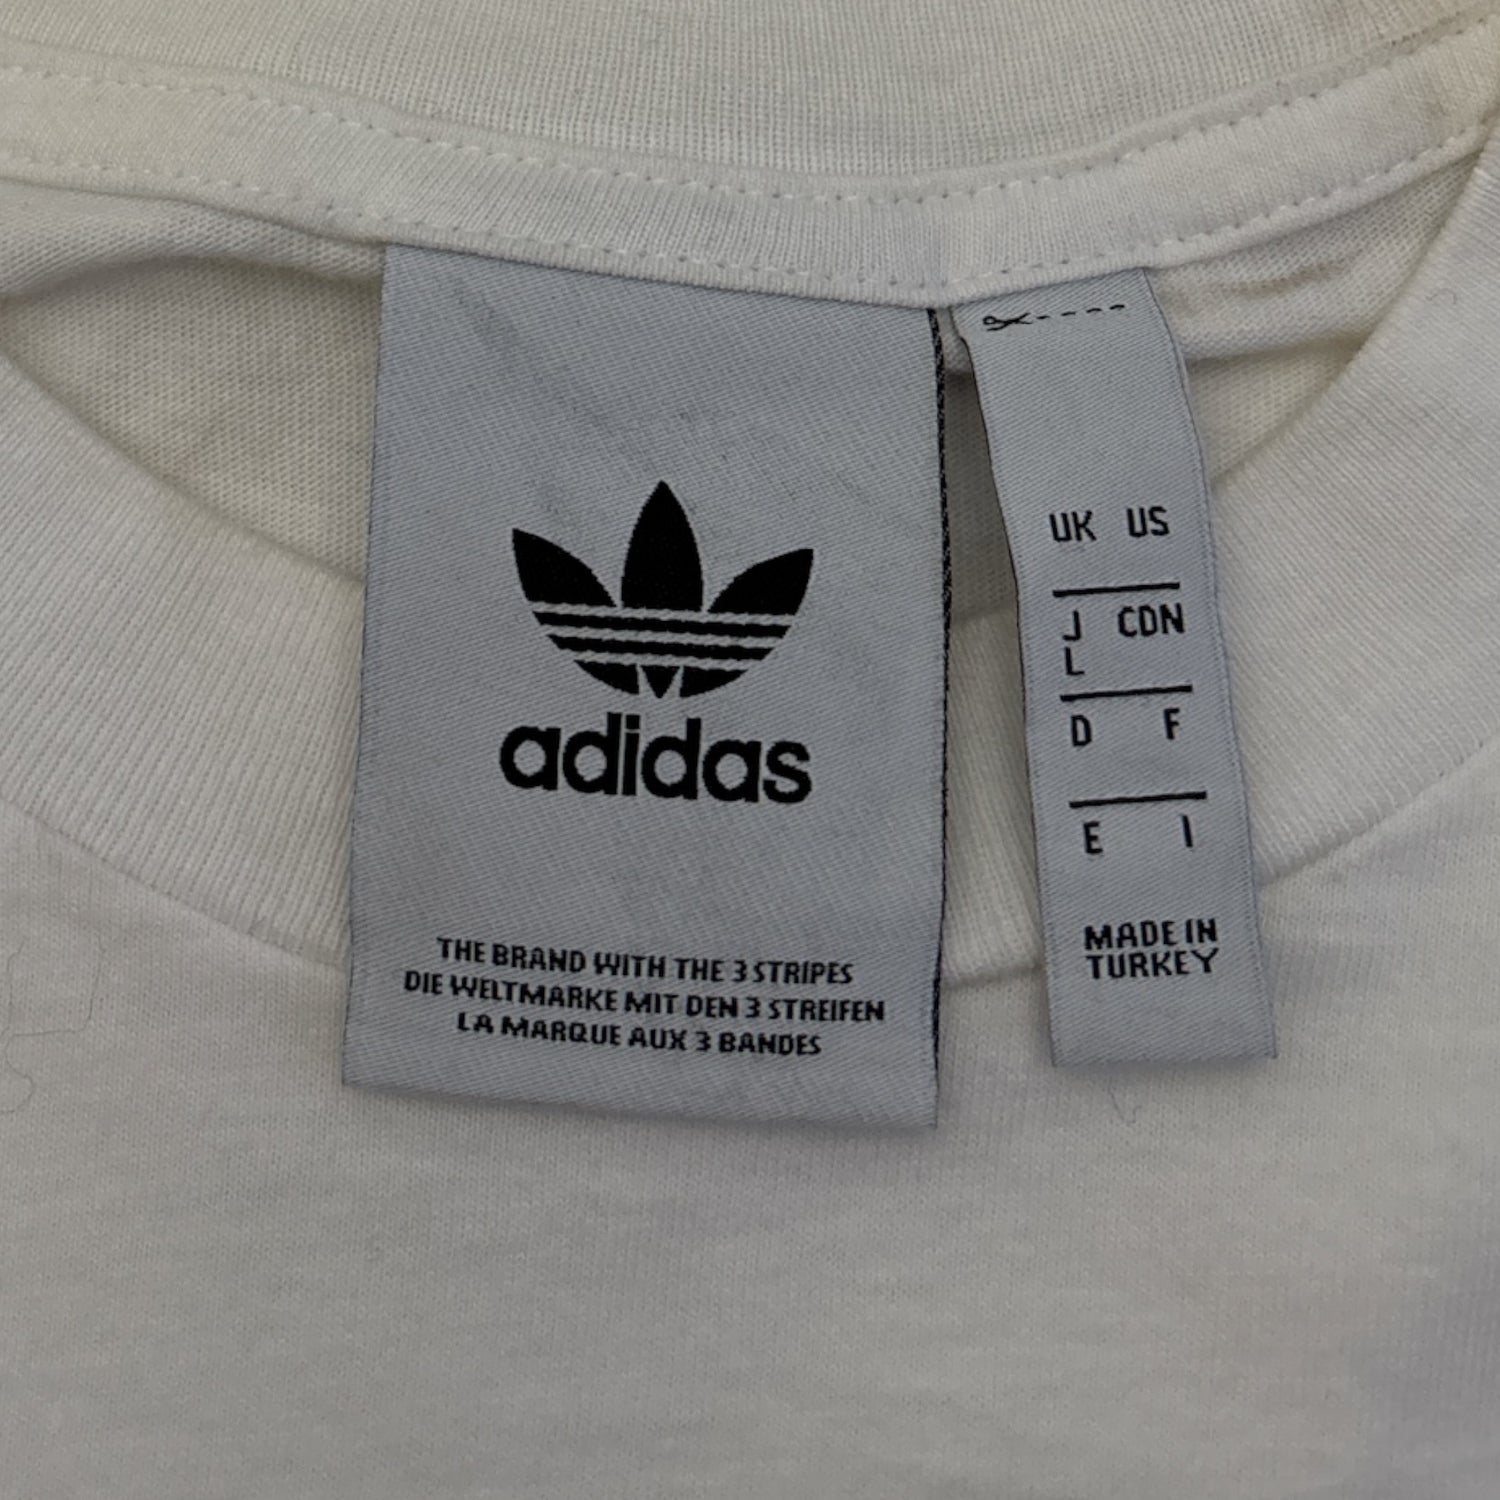 adidas
THE BRAND WITH THE 3 STRIPES
DIE WELTMARKE MIT DEN 3 STREIFEN
LA MARQUE AUX 3 BANDES
UK US
J CDN
L
D F
E I
MADE IN
TURKEY